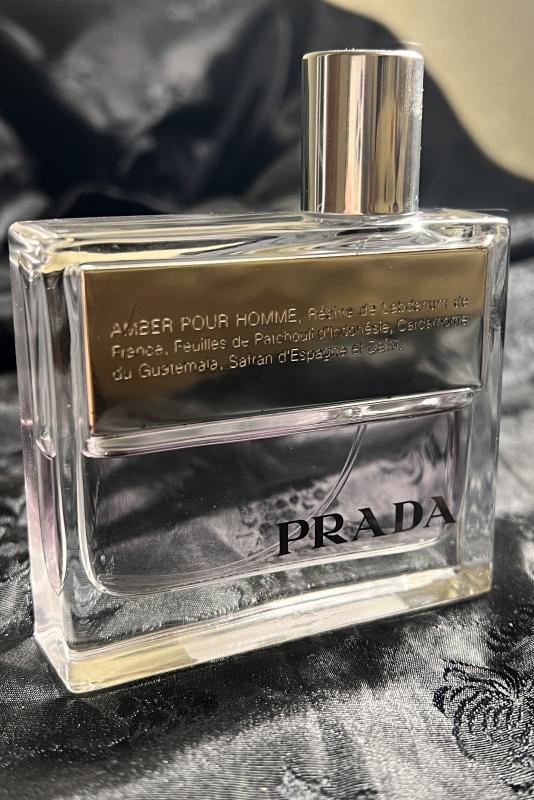 AMBER POUR HOMME, Résine de Labdanum de
France, Feuilles de Patchouli d'Indonésie, Cardamome
du Guatemala, Safran d'Espagne et Daim.
PRADA